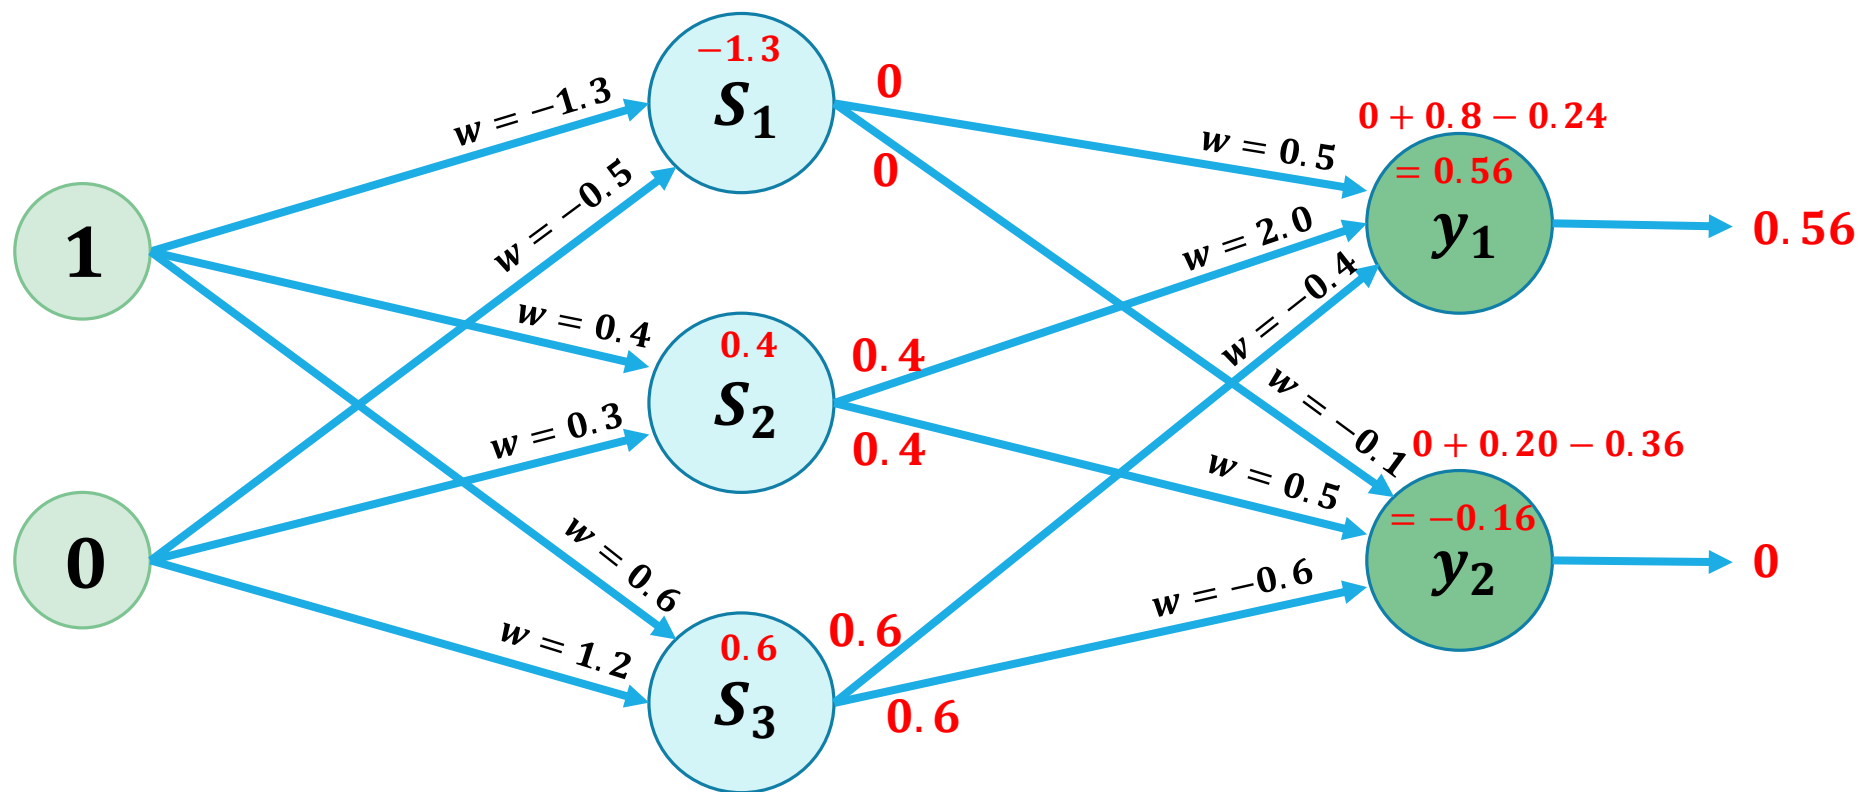 1
0
w = −1.3
w = −0.5
w = 0.4
w = 0.3
w = 0.6
w = 1.2
−1.3
S₁
0.4
S₂
0.6
S₃
0
0
0.4
0.4
0.6
0.6
w = 0.5
w = 2.0
w = −0.4
w = −0.1
w = 0.5
w = −0.6
0 + 0.8 − 0.24
= 0.56
y₁
0.56
0 + 0.20 − 0.36
= −0.16
y₂
0